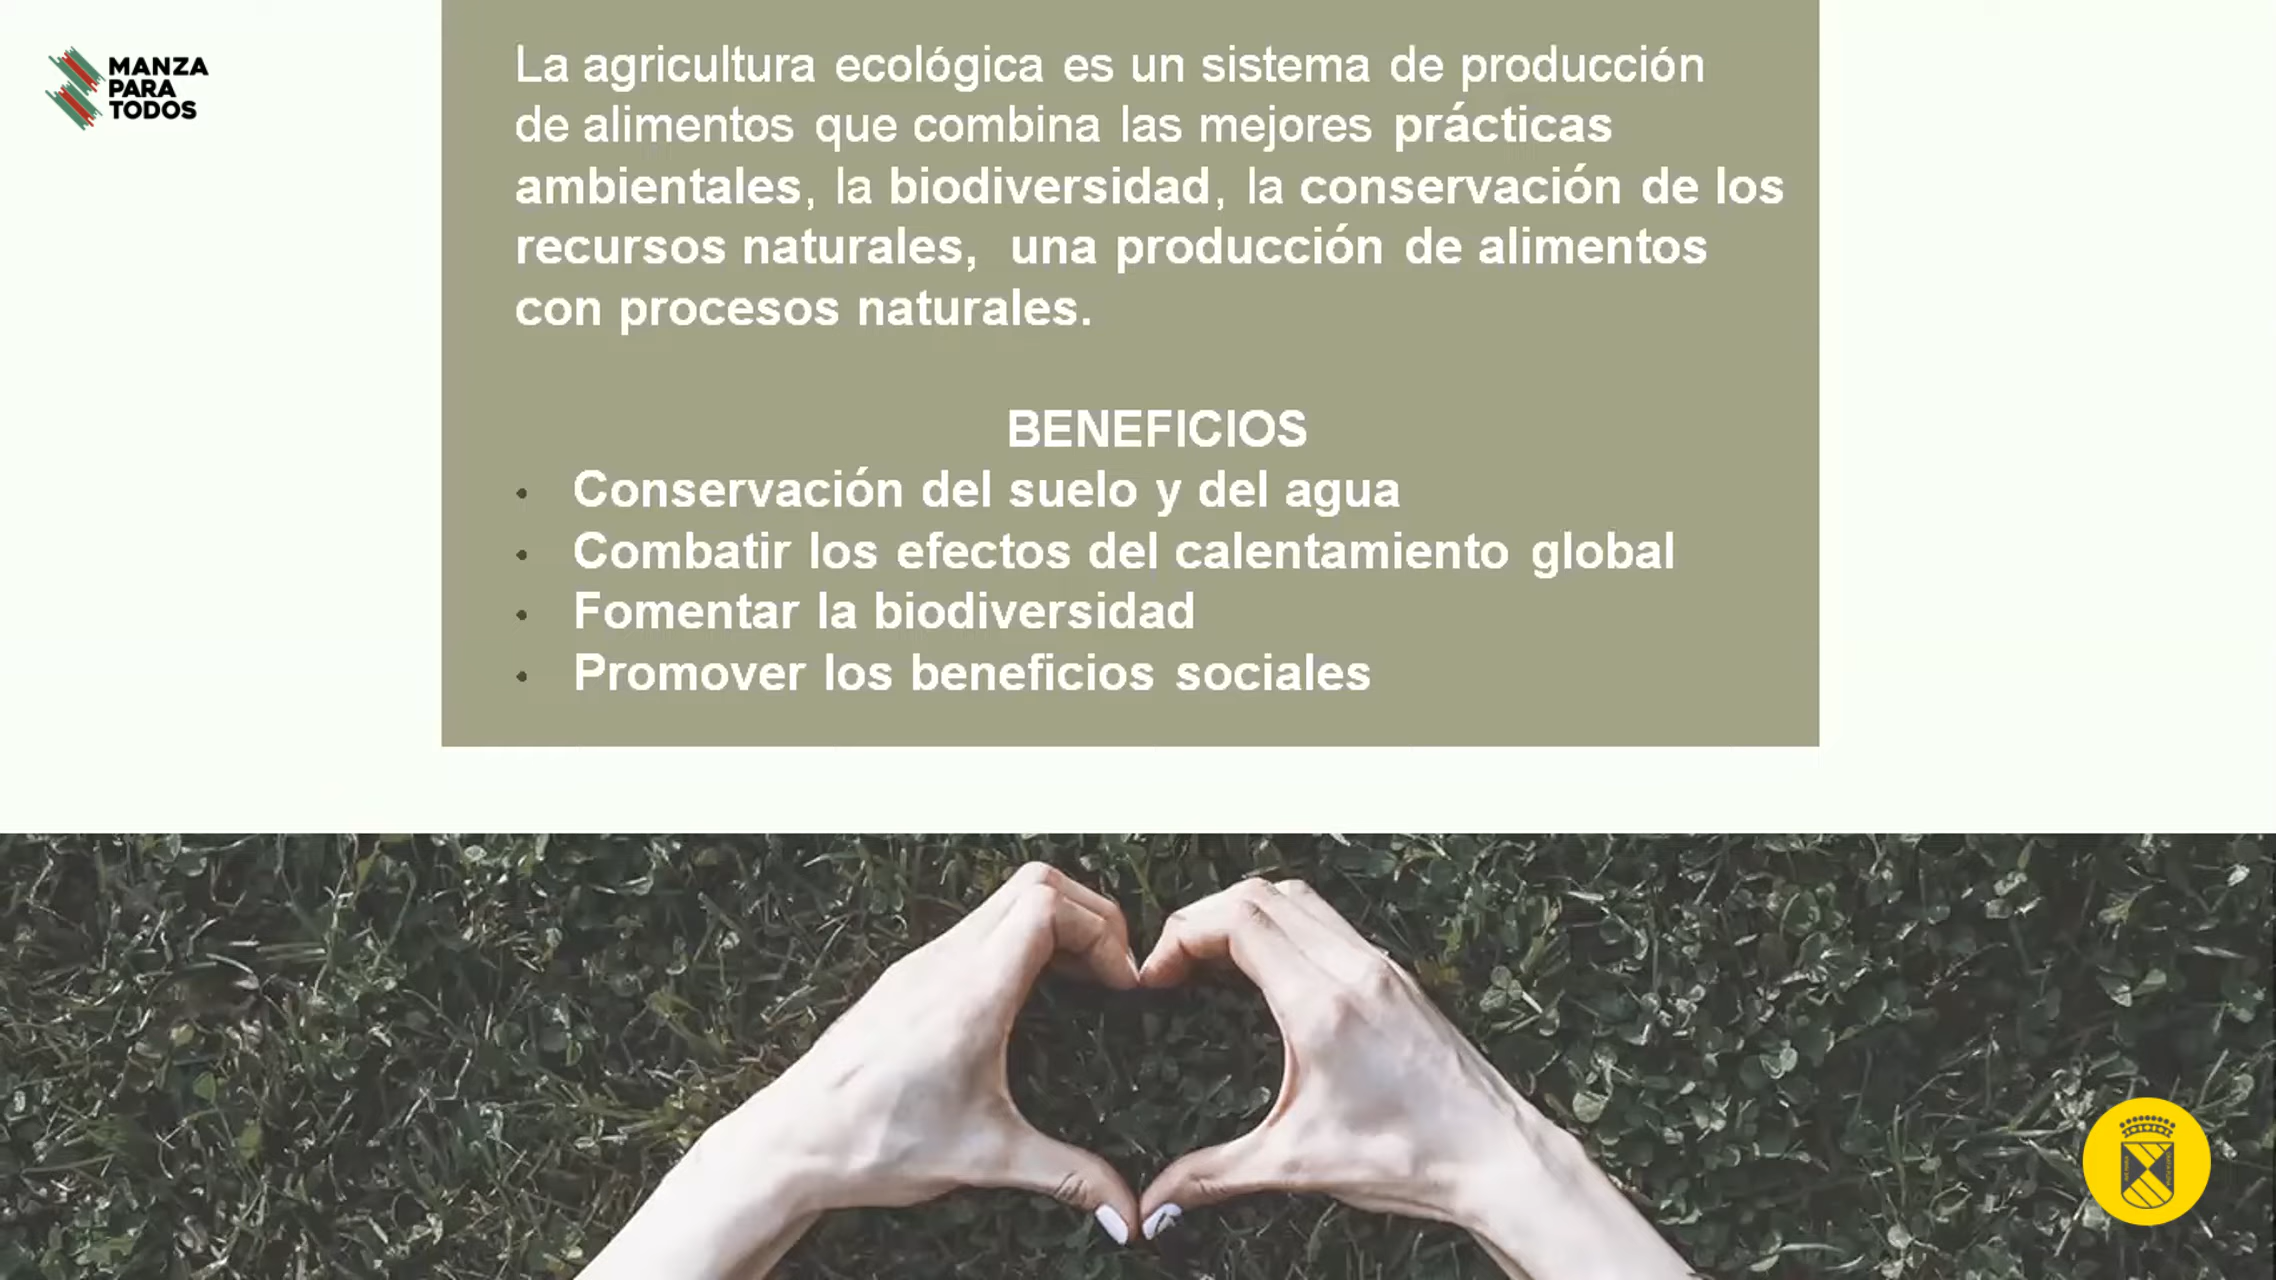 MANZA
PARA
TODOS
La agricultura ecológica es un sistema de producción
de alimentos que combina las mejores prácticas
ambientales, la biodiversidad, la conservación de los
recursos naturales, una producción de alimentos
con procesos naturales.
BENEFICIOS
• Conservación del suelo y del agua
• Combatir los efectos del calentamiento global
• Fomentar la biodiversidad
• Promover los beneficios sociales